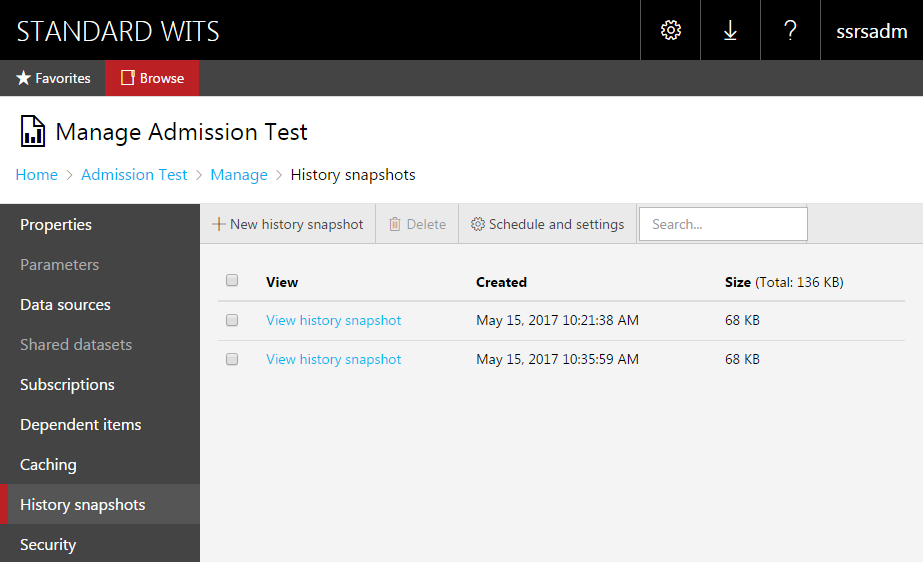 STANDARD WITS
? ssrsadm
Favorites Browse
Manage Admission Test
Home > Admission Test > Manage > History snapshots
Properties
Parameters
Data sources
Shared datasets
Subscriptions
Dependent items
Caching
History snapshots
Security
New history snapshot Delete Schedule and settings Search...
View Created Size (Total: 136 KB)
View history snapshot May 15, 2017 10:21:38 AM 68 KB
View history snapshot May 15, 2017 10:35:59 AM 68 KB